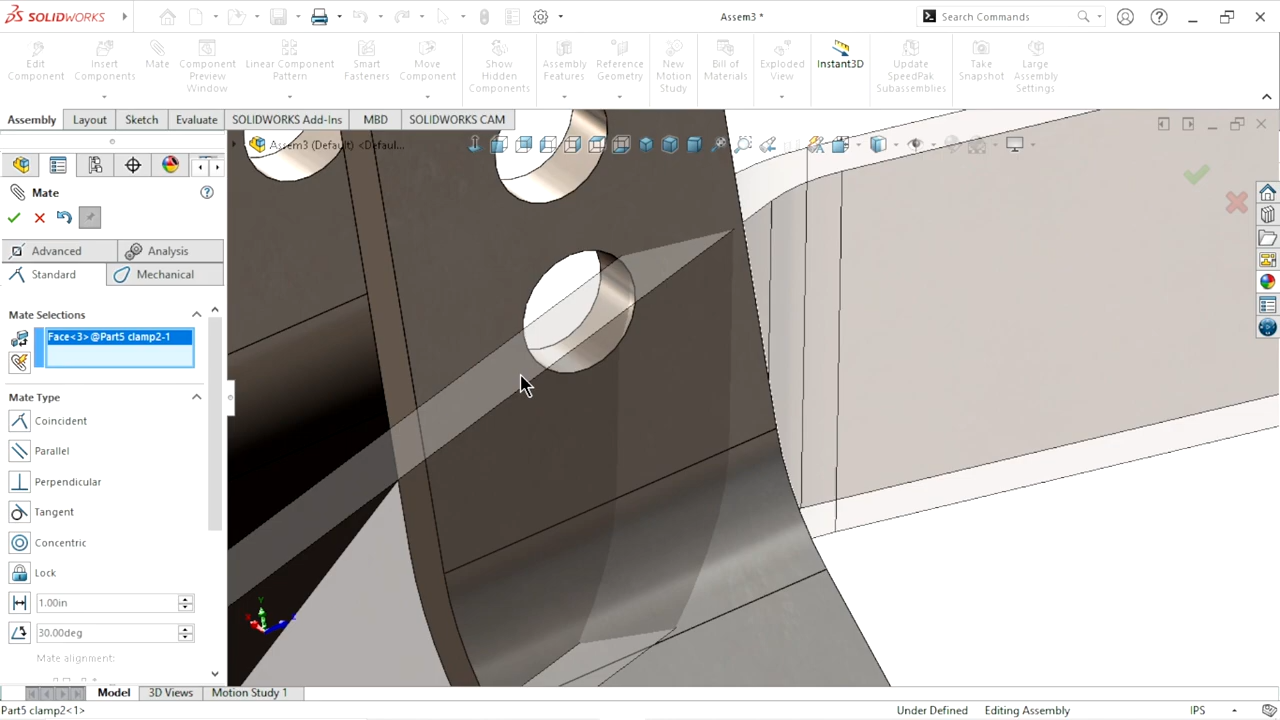 SOLIDWORKS
Assem3 *
Search Commands
Edit Component
Insert Components
Mate
Component Preview Window
Linear Component Pattern
Smart Fasteners
Move Component
Show Hidden Components
Assembly Features
Reference Geometry
New Motion Study
Bill of Materials
Exploded View
Instant3D
Update SpeedPak Subassemblies
Take Snapshot
Large Assembly Settings
Assembly
Layout
Sketch
Evaluate
SOLIDWORKS Add-Ins
MBD
SOLIDWORKS CAM
Assem3 (Default) <Defaul...
Mate
Advanced
Analysis
Standard
Mechanical
Mate Selections
Face<3>@Part5 clamp2-1
Mate Type
Coincident
Parallel
Perpendicular
Tangent
Concentric
Lock
1.00in
30.00deg
Mate alignment:
Y
Model
3D Views
Motion Study 1
Part5 clamp2<1>
Under Defined
Editing Assembly
IPS